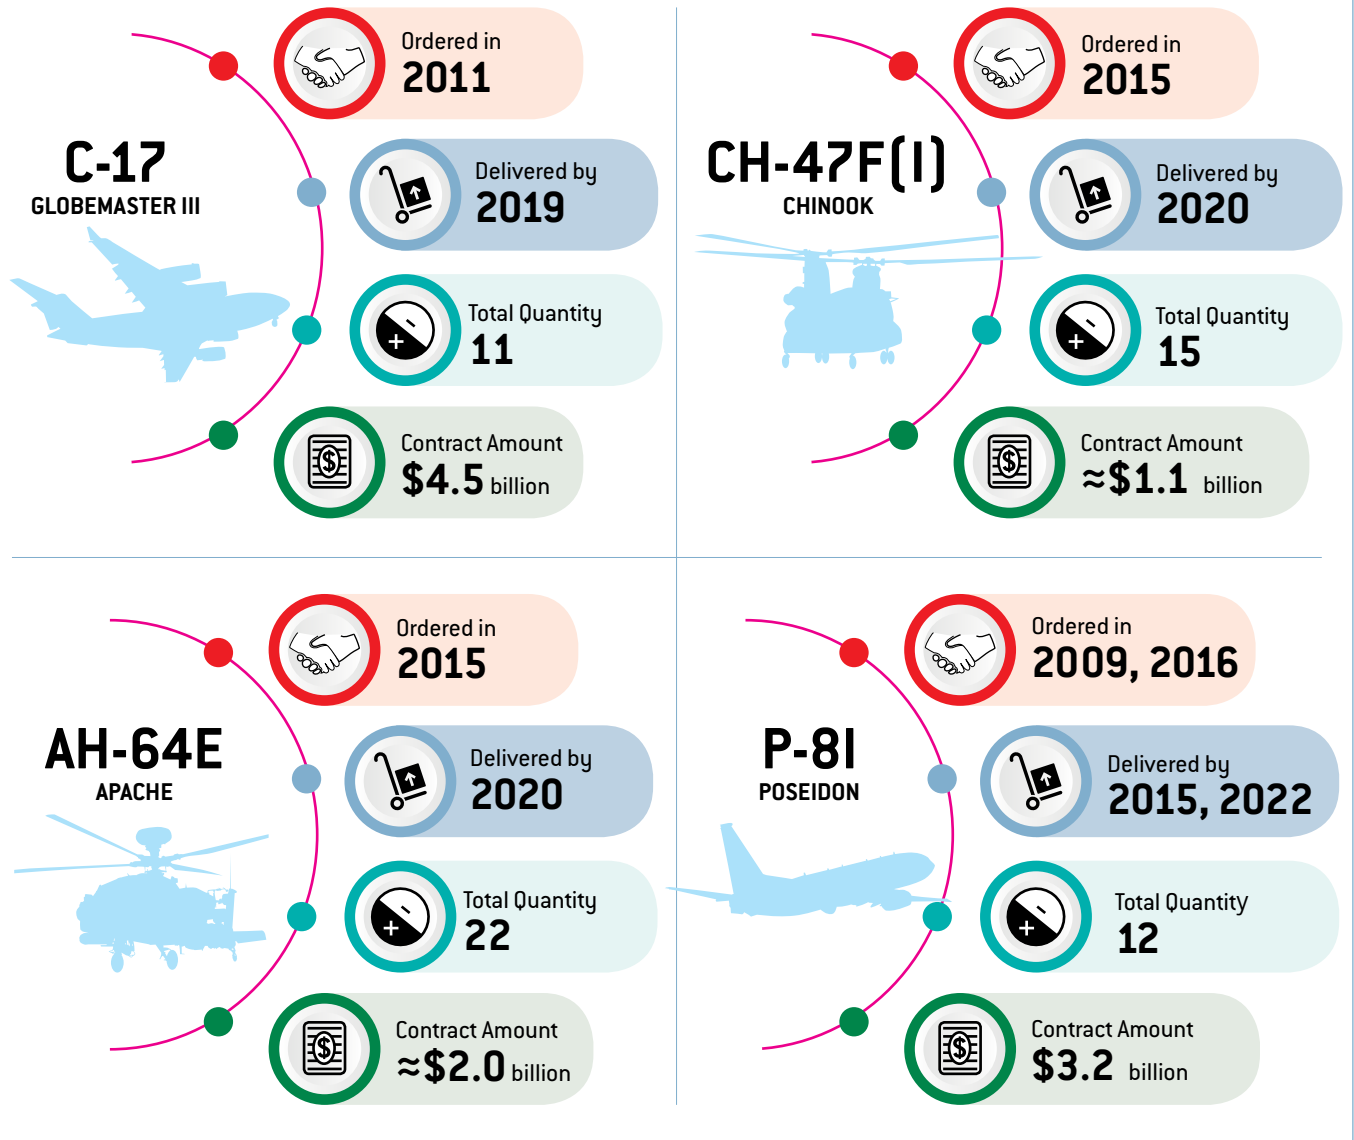 C-17
GLOBEMASTER III
Ordered in
2011
Delivered by
2019
Total Quantity
11
Contract Amount
$4.5 billion
CH-47F(I)
CHINOOK
Ordered in
2015
Delivered by
2020
Total Quantity
15
Contract Amount
≈$1.1 billion
AH-64E
APACHE
Ordered in
2015
Delivered by
2020
Total Quantity
22
Contract Amount
≈$2.0 billion
P-8I
POSEIDON
Ordered in
2009, 2016
Delivered by
2015, 2022
Total Quantity
12
Contract Amount
$3.2 billion